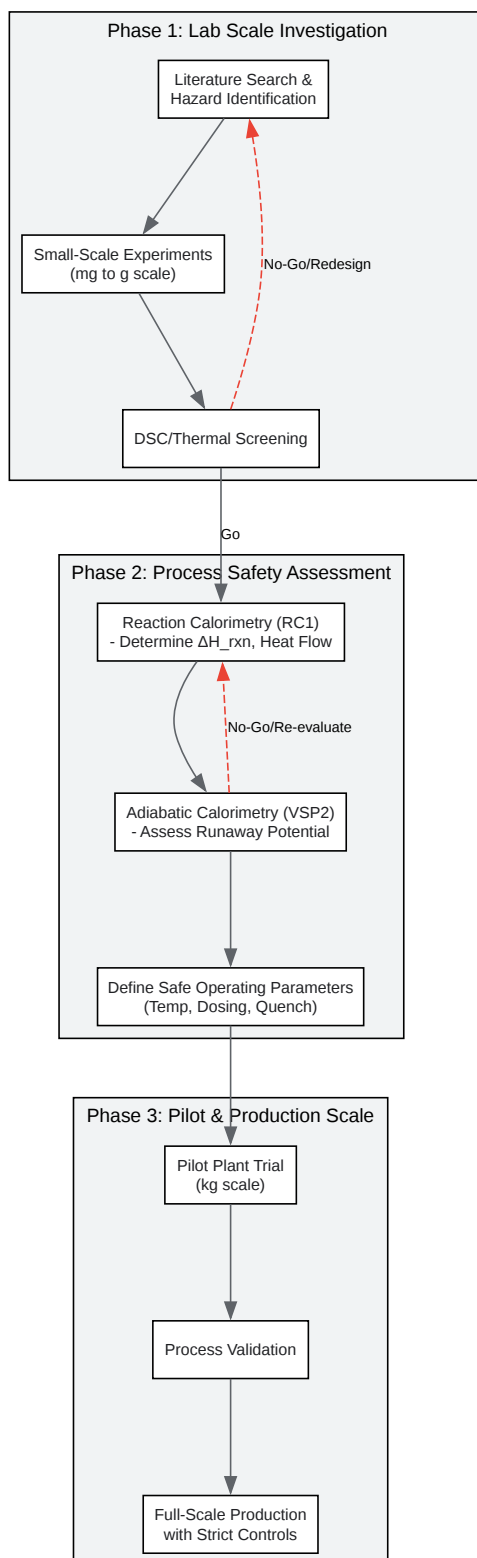 Phase 1: Lab Scale Investigation
Literature Search &
Hazard Identification
Small-Scale Experiments
(mg to g scale)
No-Go/Redesign
DSC/Thermal Screening
Go
Phase 2: Process Safety Assessment
Reaction Calorimetry (RC1)
- Determine ΔH_rxn, Heat Flow
No-Go/Re-evaluate
Adiabatic Calorimetry (VSP2)
- Assess Runaway Potential
Define Safe Operating Parameters
(Temp, Dosing, Quench)
Phase 3: Pilot & Production Scale
Pilot Plant Trial
(kg scale)
Process Validation
Full-Scale Production
with Strict Controls